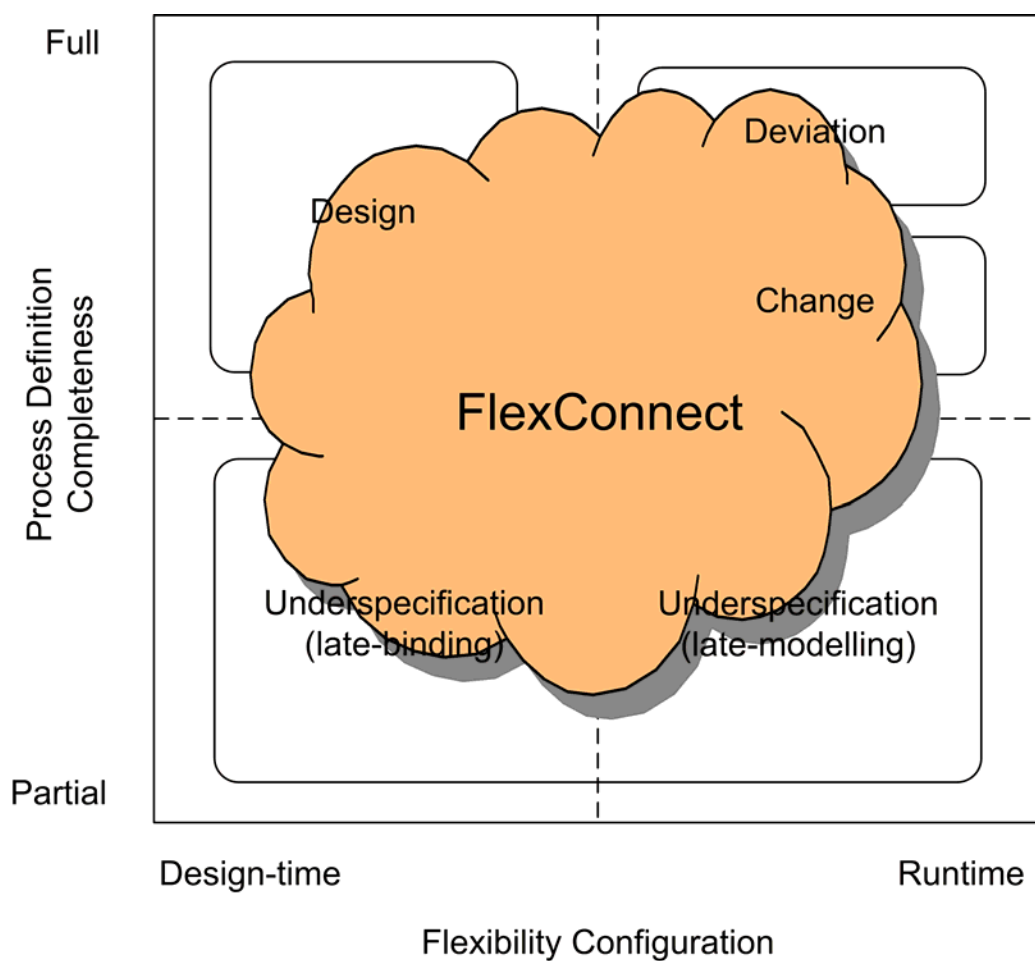 Full
Deviation
Design
Change
Process Definition
Completeness
FlexConnect
Underspecification
(late-binding)
Underspecification
(late-modelling)
Partial
Design-time
Runtime
Flexibility Configuration